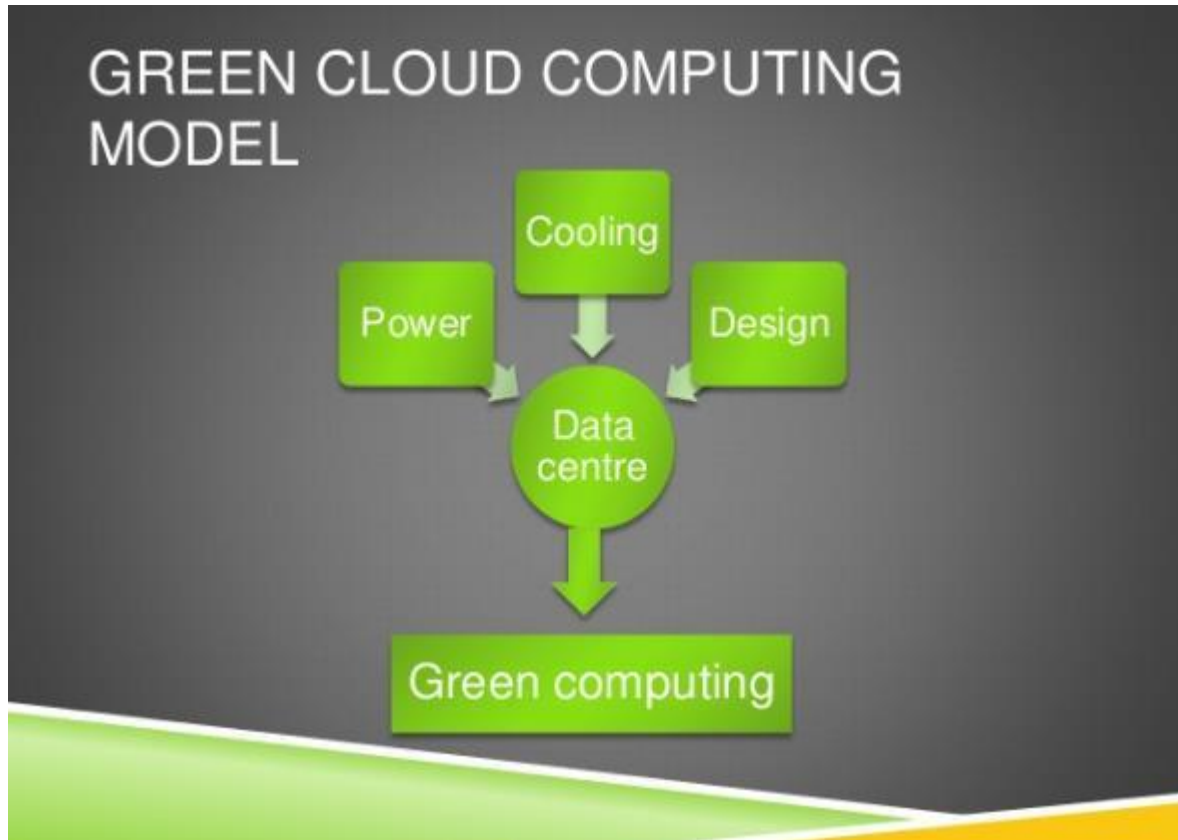 GREEN CLOUD COMPUTING
MODEL
Cooling
Power
Design
Data
centre
Green computing